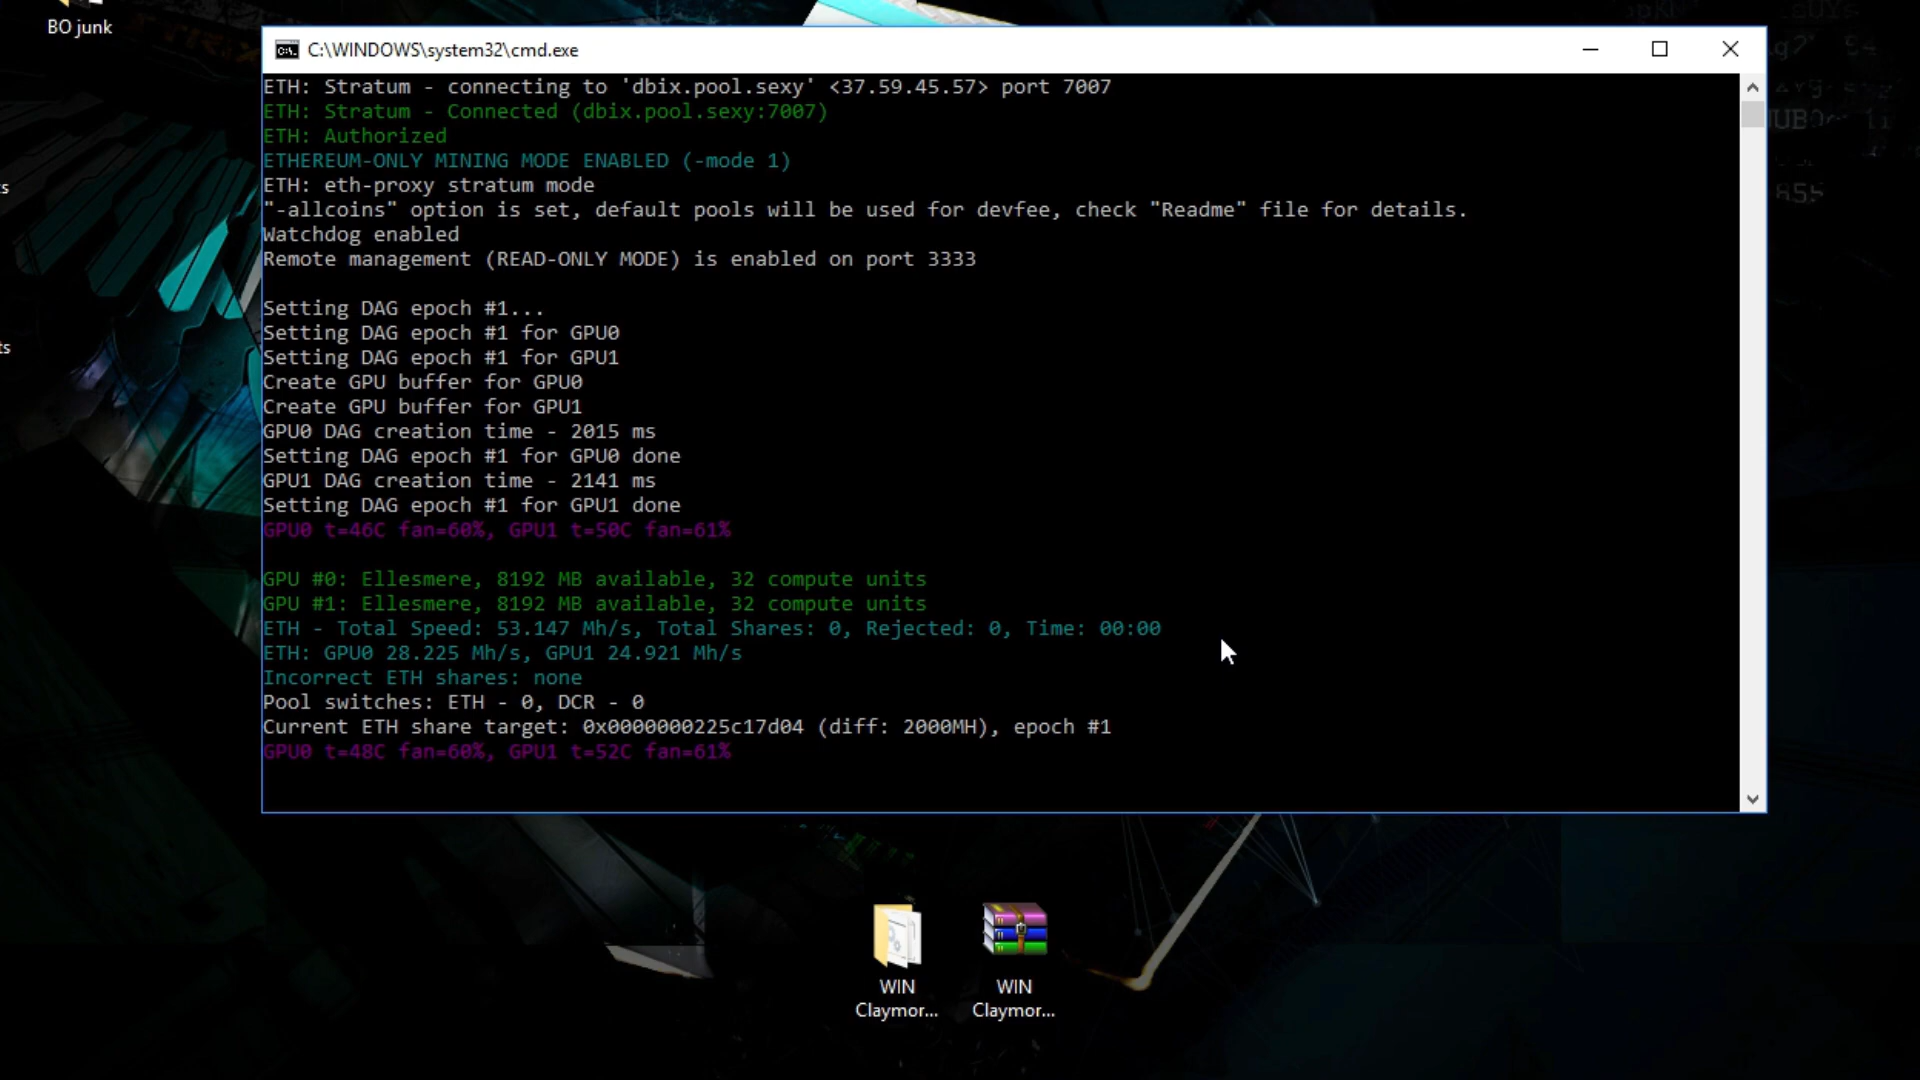 BO junk
C:\WINDOWS\system32\cmd.exe
ETH: Stratum - connecting to 'dbix.pool.sexy' <37.59.45.57> port 7007
ETH: Stratum - Connected (dbix.pool.sexy:7007)
ETH: Authorized
ETHEREUM-ONLY MINING MODE ENABLED (-mode 1)
ETH: eth-proxy stratum mode
"-allcoins" option is set, default pools will be used for devfee, check "Readme" file for details.
Watchdog enabled
Remote management (READ-ONLY MODE) is enabled on port 3333
Setting DAG epoch #1...
Setting DAG epoch #1 for GPU0
Setting DAG epoch #1 for GPU1
Create GPU buffer for GPU0
Create GPU buffer for GPU1
GPU0 DAG creation time - 2015 ms
Setting DAG epoch #1 for GPU0 done
GPU1 DAG creation time - 2141 ms
Setting DAG epoch #1 for GPU1 done
GPU0 t=46C fan=60%, GPU1 t=50C fan=61%
GPU #0: Ellesmere, 8192 MB available, 32 compute units
GPU #1: Ellesmere, 8192 MB available, 32 compute units
ETH - Total Speed: 53.147 Mh/s, Total Shares: 0, Rejected: 0, Time: 00:00
ETH: GPU0 28.225 Mh/s, GPU1 24.921 Mh/s
Incorrect ETH shares: none
Pool switches: ETH - 0, DCR - 0
Current ETH share target: 0x0000000225c17d04 (diff: 2000MH), epoch #1
GPU0 t=48C fan=60%, GPU1 t=52C fan=61%
WIN
Claymor...
WIN
Claymor...